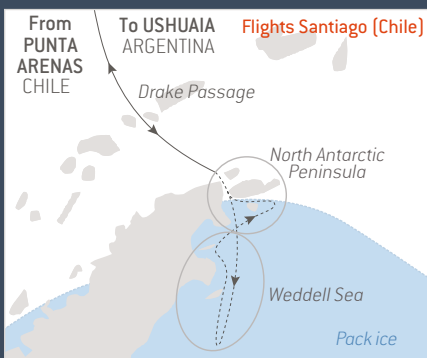 From
PUNTA
ARENAS
CHILE
To USHUAIA
ARGENTINA
Flights Santiago (Chile)
Drake Passage
North Antarctic
Peninsula
Weddell Sea
Pack ice